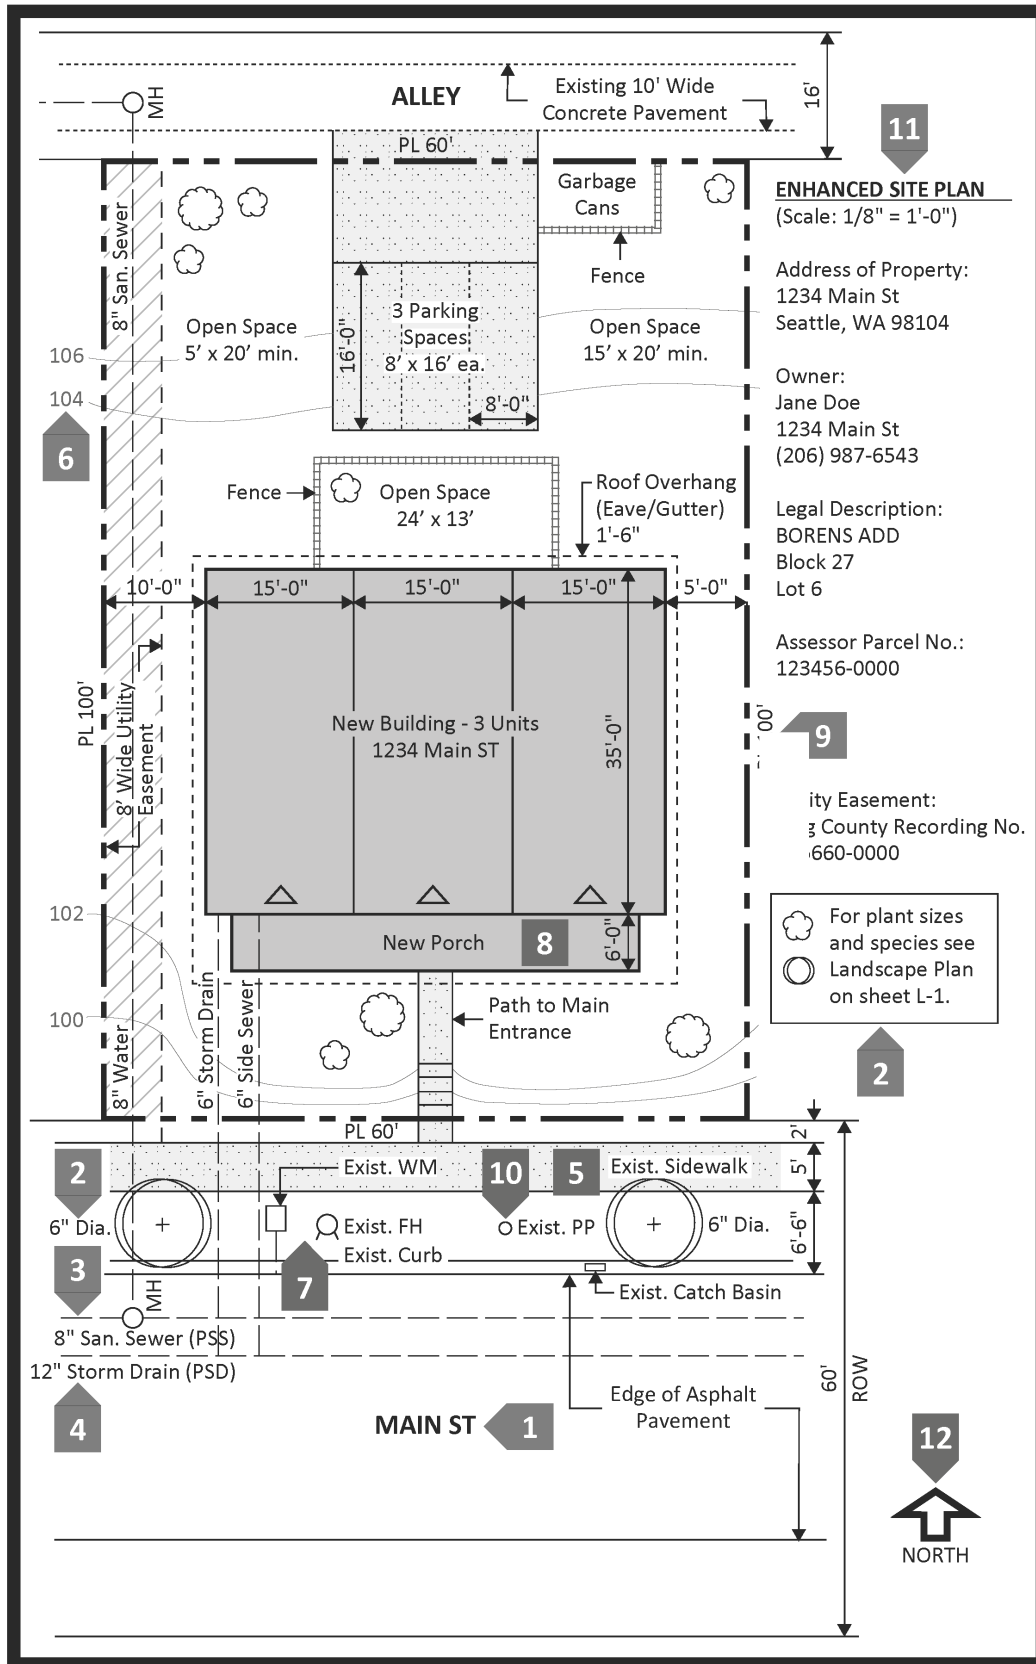 MH
ALLEY
Existing 10' Wide
Concrete Pavement
16'
11
PL 60'
Garbage
Cans
Fence
8" San. Sewer
ENHANCED SITE PLAN
(Scale: 1/8" = 1'-0")
Address of Property:
1234 Main St
Seattle, WA 98104
Owner:
Jane Doe
1234 Main St
(206) 987-6543
Legal Description:
BORENS ADD
Block 27
Lot 6
Assessor Parcel No.:
123456-0000
Open Space
5' x 20' min.
16'-0"
3 Parking
Spaces
8' x 16' ea.
8'-0"
Open Space
15' x 20' min.
106
104
6
Fence
Open Space
24' x 13'
Roof Overhang
(Eave/Gutter)
1'-6"
10'-0"
15'-0"
15'-0"
15'-0"
5'-0"
PL 100'
8' Wide Utility
Easement
New Building - 3 Units
1234 Main ST
35'-0"
00'
9
ity Easement:
County Recording No.
660-0000
102
100
New Porch
8
6'-0"
For plant sizes
and species see
Landscape Plan
on sheet L-1.
2
8" Water
6" Storm Drain
6" Side Sewer
Path to Main
Entrance
PL 60'
2'
2
Exist. WM
10
5
Exist. Sidewalk
5'
6" Dia.
Exist. FH
Exist. PP
6" Dia.
6'-6"
Exist. Curb
3
7
MH
Exist. Catch Basin
8" San. Sewer (PSS)
12" Storm Drain (PSD)
4
MAIN ST
1
Edge of Asphalt
Pavement
60'
ROW
12
NORTH